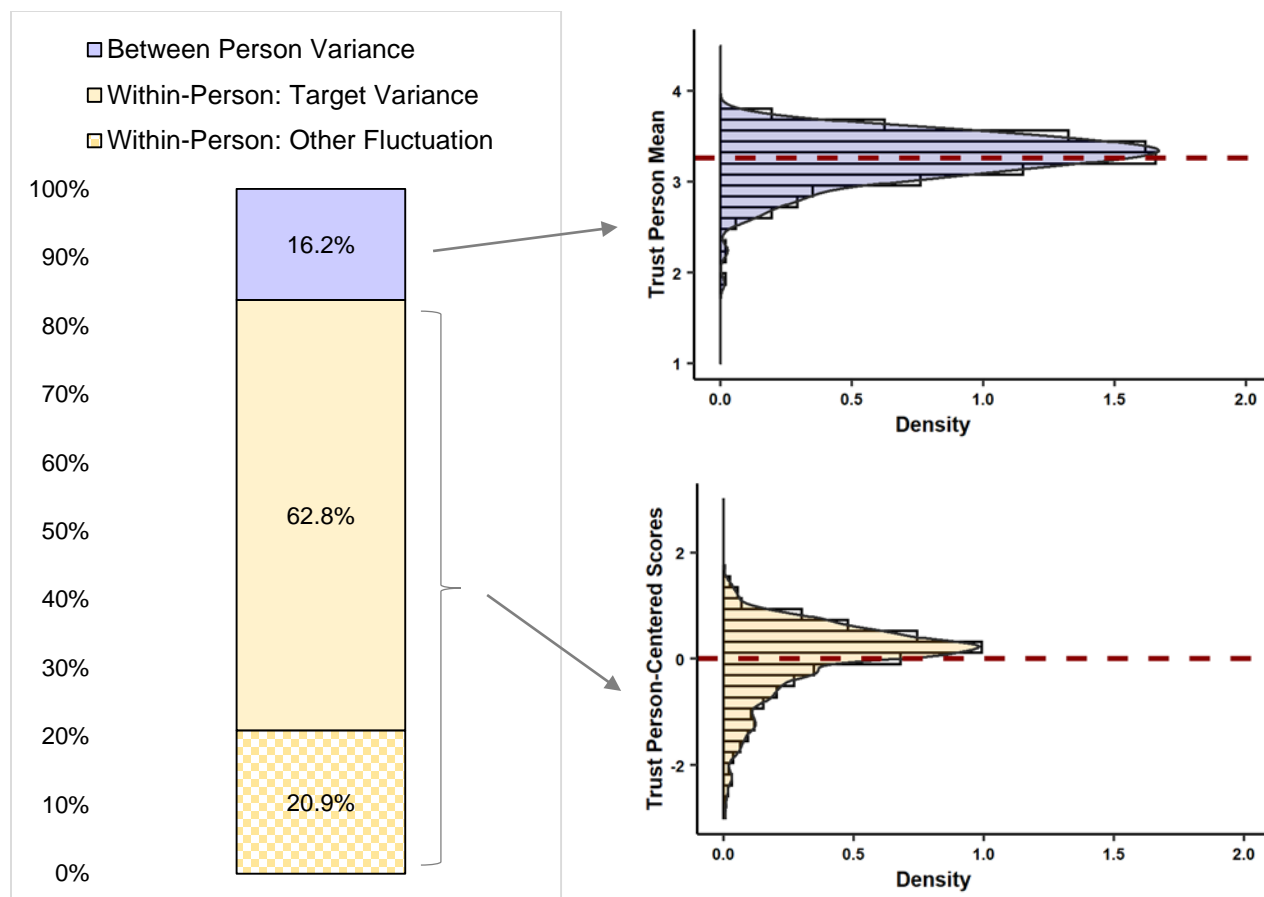 Between Person Variance
Within-Person: Target Variance
Within-Person: Other Fluctuation
100%
90%
80%
70%
60%
50%
40%
30%
20%
10%
0%
16.2%
62.8%
20.9%
Trust Person Mean
4
3
2
1
0.0 0.5 1.0 1.5 2.0
Density
Trust Person-Centered Scores
2
0
-2
0.0 0.5 1.0 1.5 2.0
Density